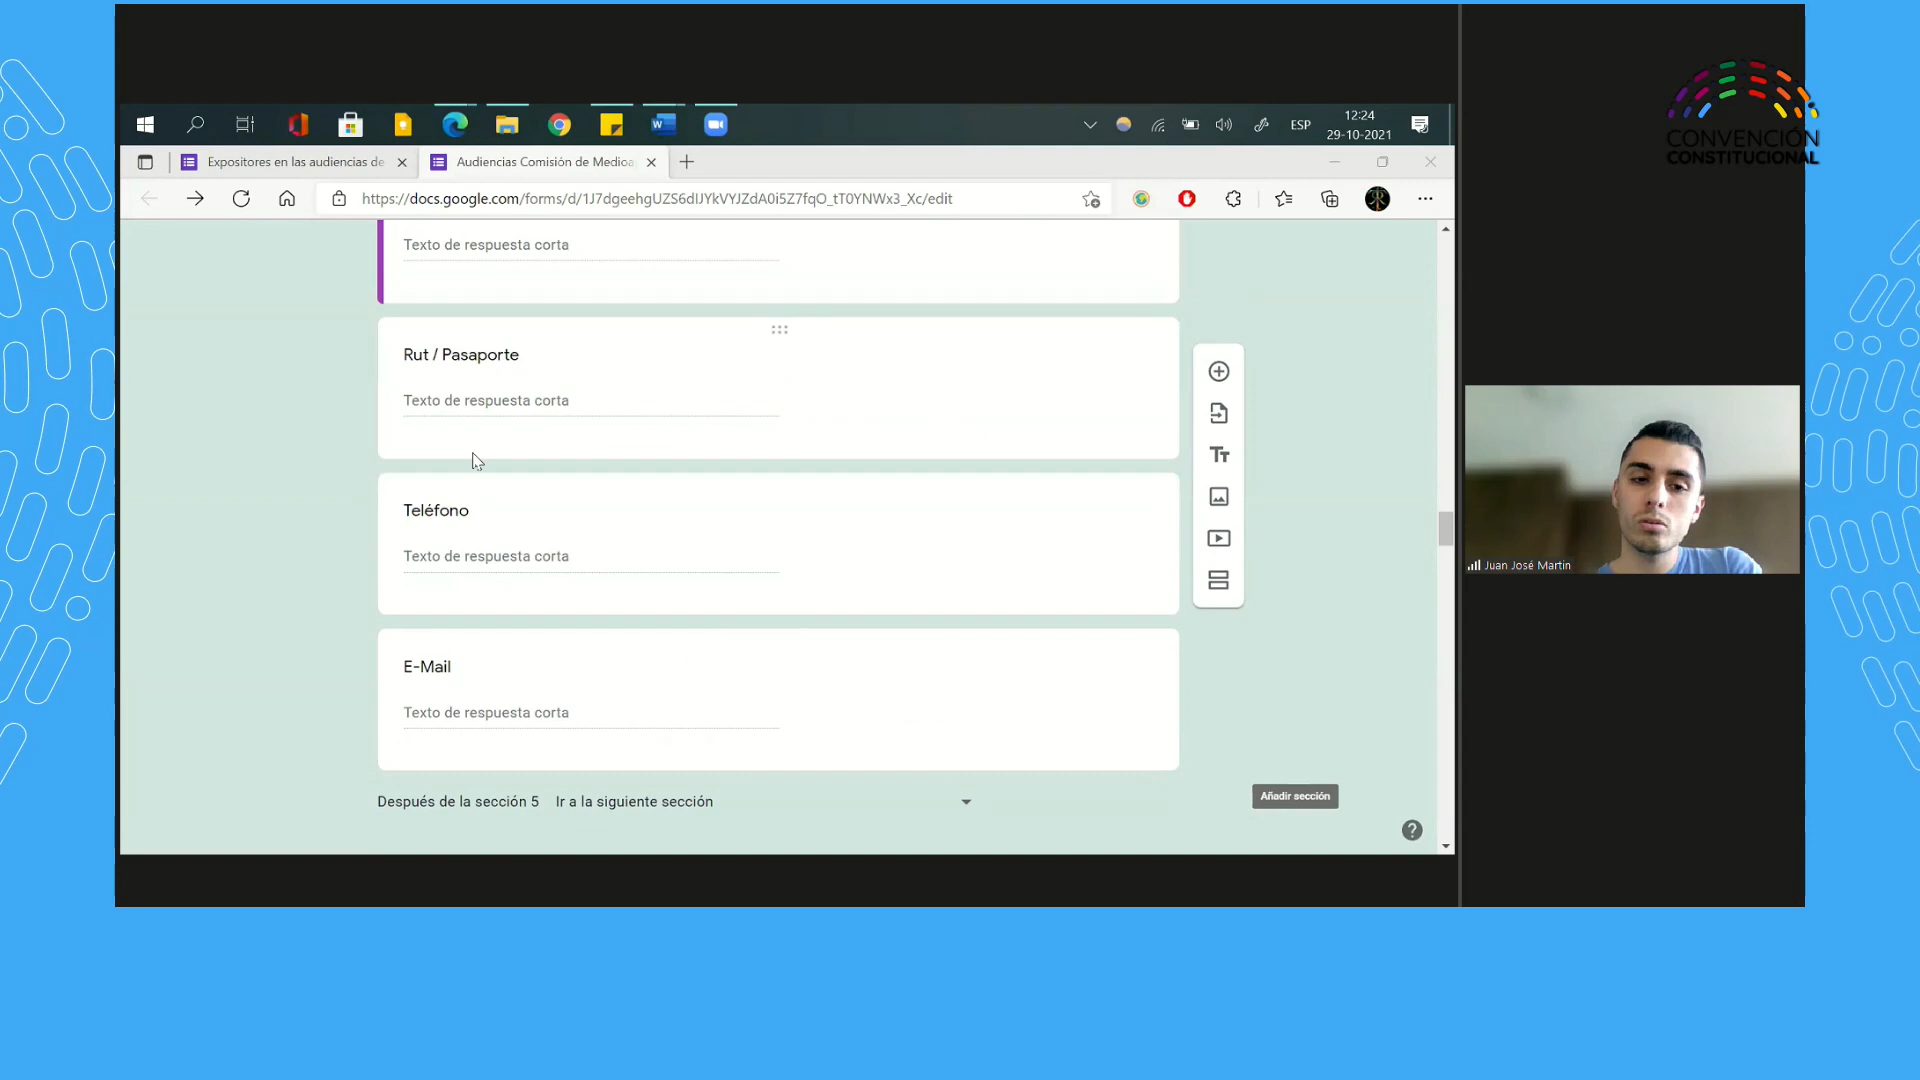 12:24
ESP
29-10-2021
CONVENCIÓN
CONSTITUCIONAL
Expositores en las audiencias de
Audiencias Comisión de Medioa
https://docs.google.com/forms/d/1J7dgeehgUZS6dlJYkVYJZdA0i5Z7fqO_tT0YNWx3_Xc/edit
Texto de respuesta corta
Rut / Pasaporte
Texto de respuesta corta
Teléfono
Texto de respuesta corta
Juan José Martin
E-Mail
Texto de respuesta corta
Después de la sección 5 Ir a la siguiente sección
Añadir sección